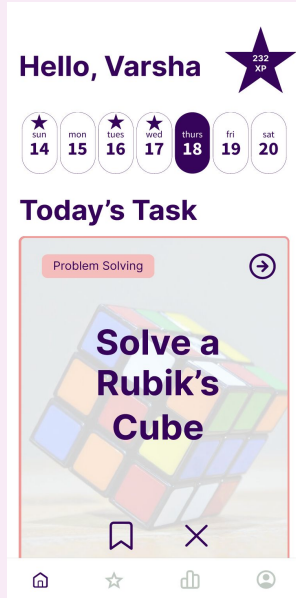 Hello, Varsha
232
XP
sun mon tues wed thurs fri sat
14 15 16 17 18 19 20
Today's Task
Problem Solving
Solve a
Rubik's
Cube